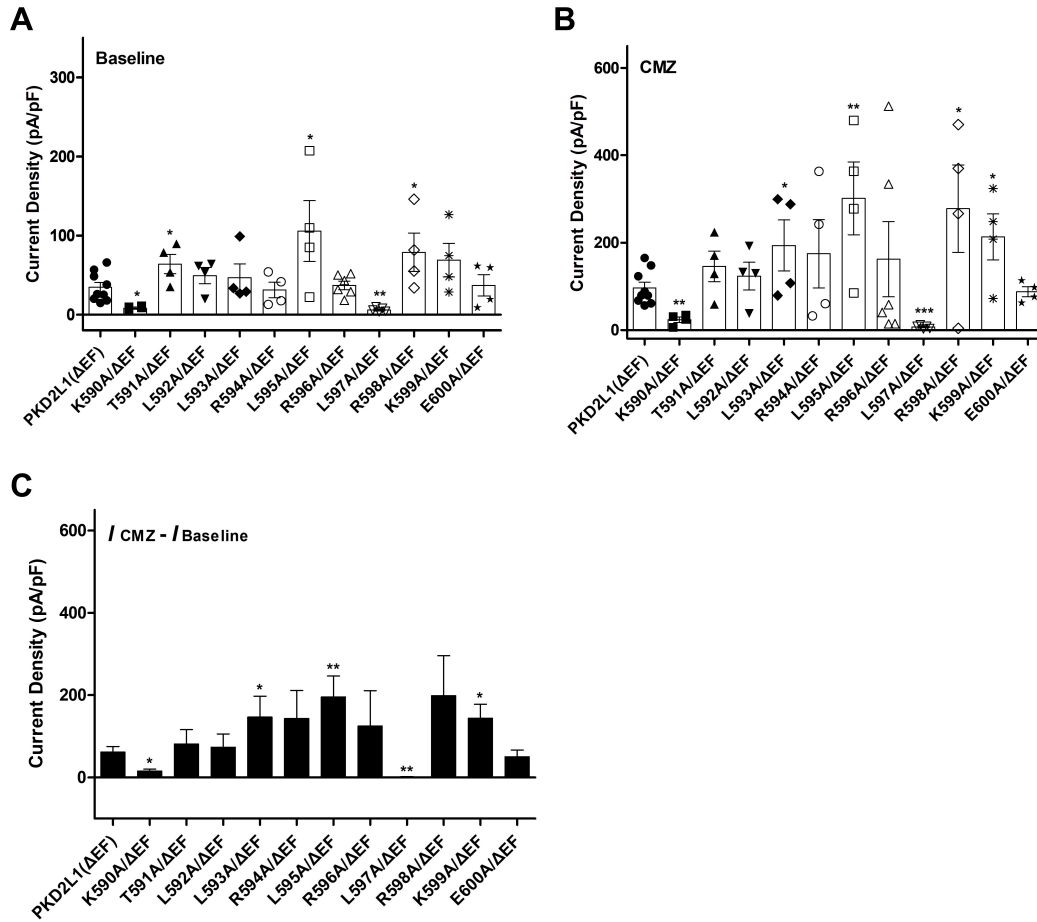 A
Baseline
Current Density (pA/pF)
300
200
100
0
* * * * ** 
PKD2L1(ΔEF)
K590A/ΔEF
T591A/ΔEF
L592A/ΔEF
L593A/ΔEF
R594A/ΔEF
L595A/ΔEF
R596A/ΔEF
L597A/ΔEF
R598A/ΔEF
K599A/ΔEF
E600A/ΔEF
B
CMZ
Current Density (pA/pF)
600
400
200
0
** * ** *** * *
PKD2L1(ΔEF)
K590A/ΔEF
T591A/ΔEF
L592A/ΔEF
L593A/ΔEF
R594A/ΔEF
L595A/ΔEF
R596A/ΔEF
L597A/ΔEF
R598A/ΔEF
K599A/ΔEF
E600A/ΔEF
C
I CMZ - I Baseline
Current Density (pA/pF)
600
400
200
0
* * ** ** *
PKD2L1(ΔEF)
K590A/ΔEF
T591A/ΔEF
L592A/ΔEF
L593A/ΔEF
R594A/ΔEF
L595A/ΔEF
R596A/ΔEF
L597A/ΔEF
R598A/ΔEF
K599A/ΔEF
E600A/ΔEF